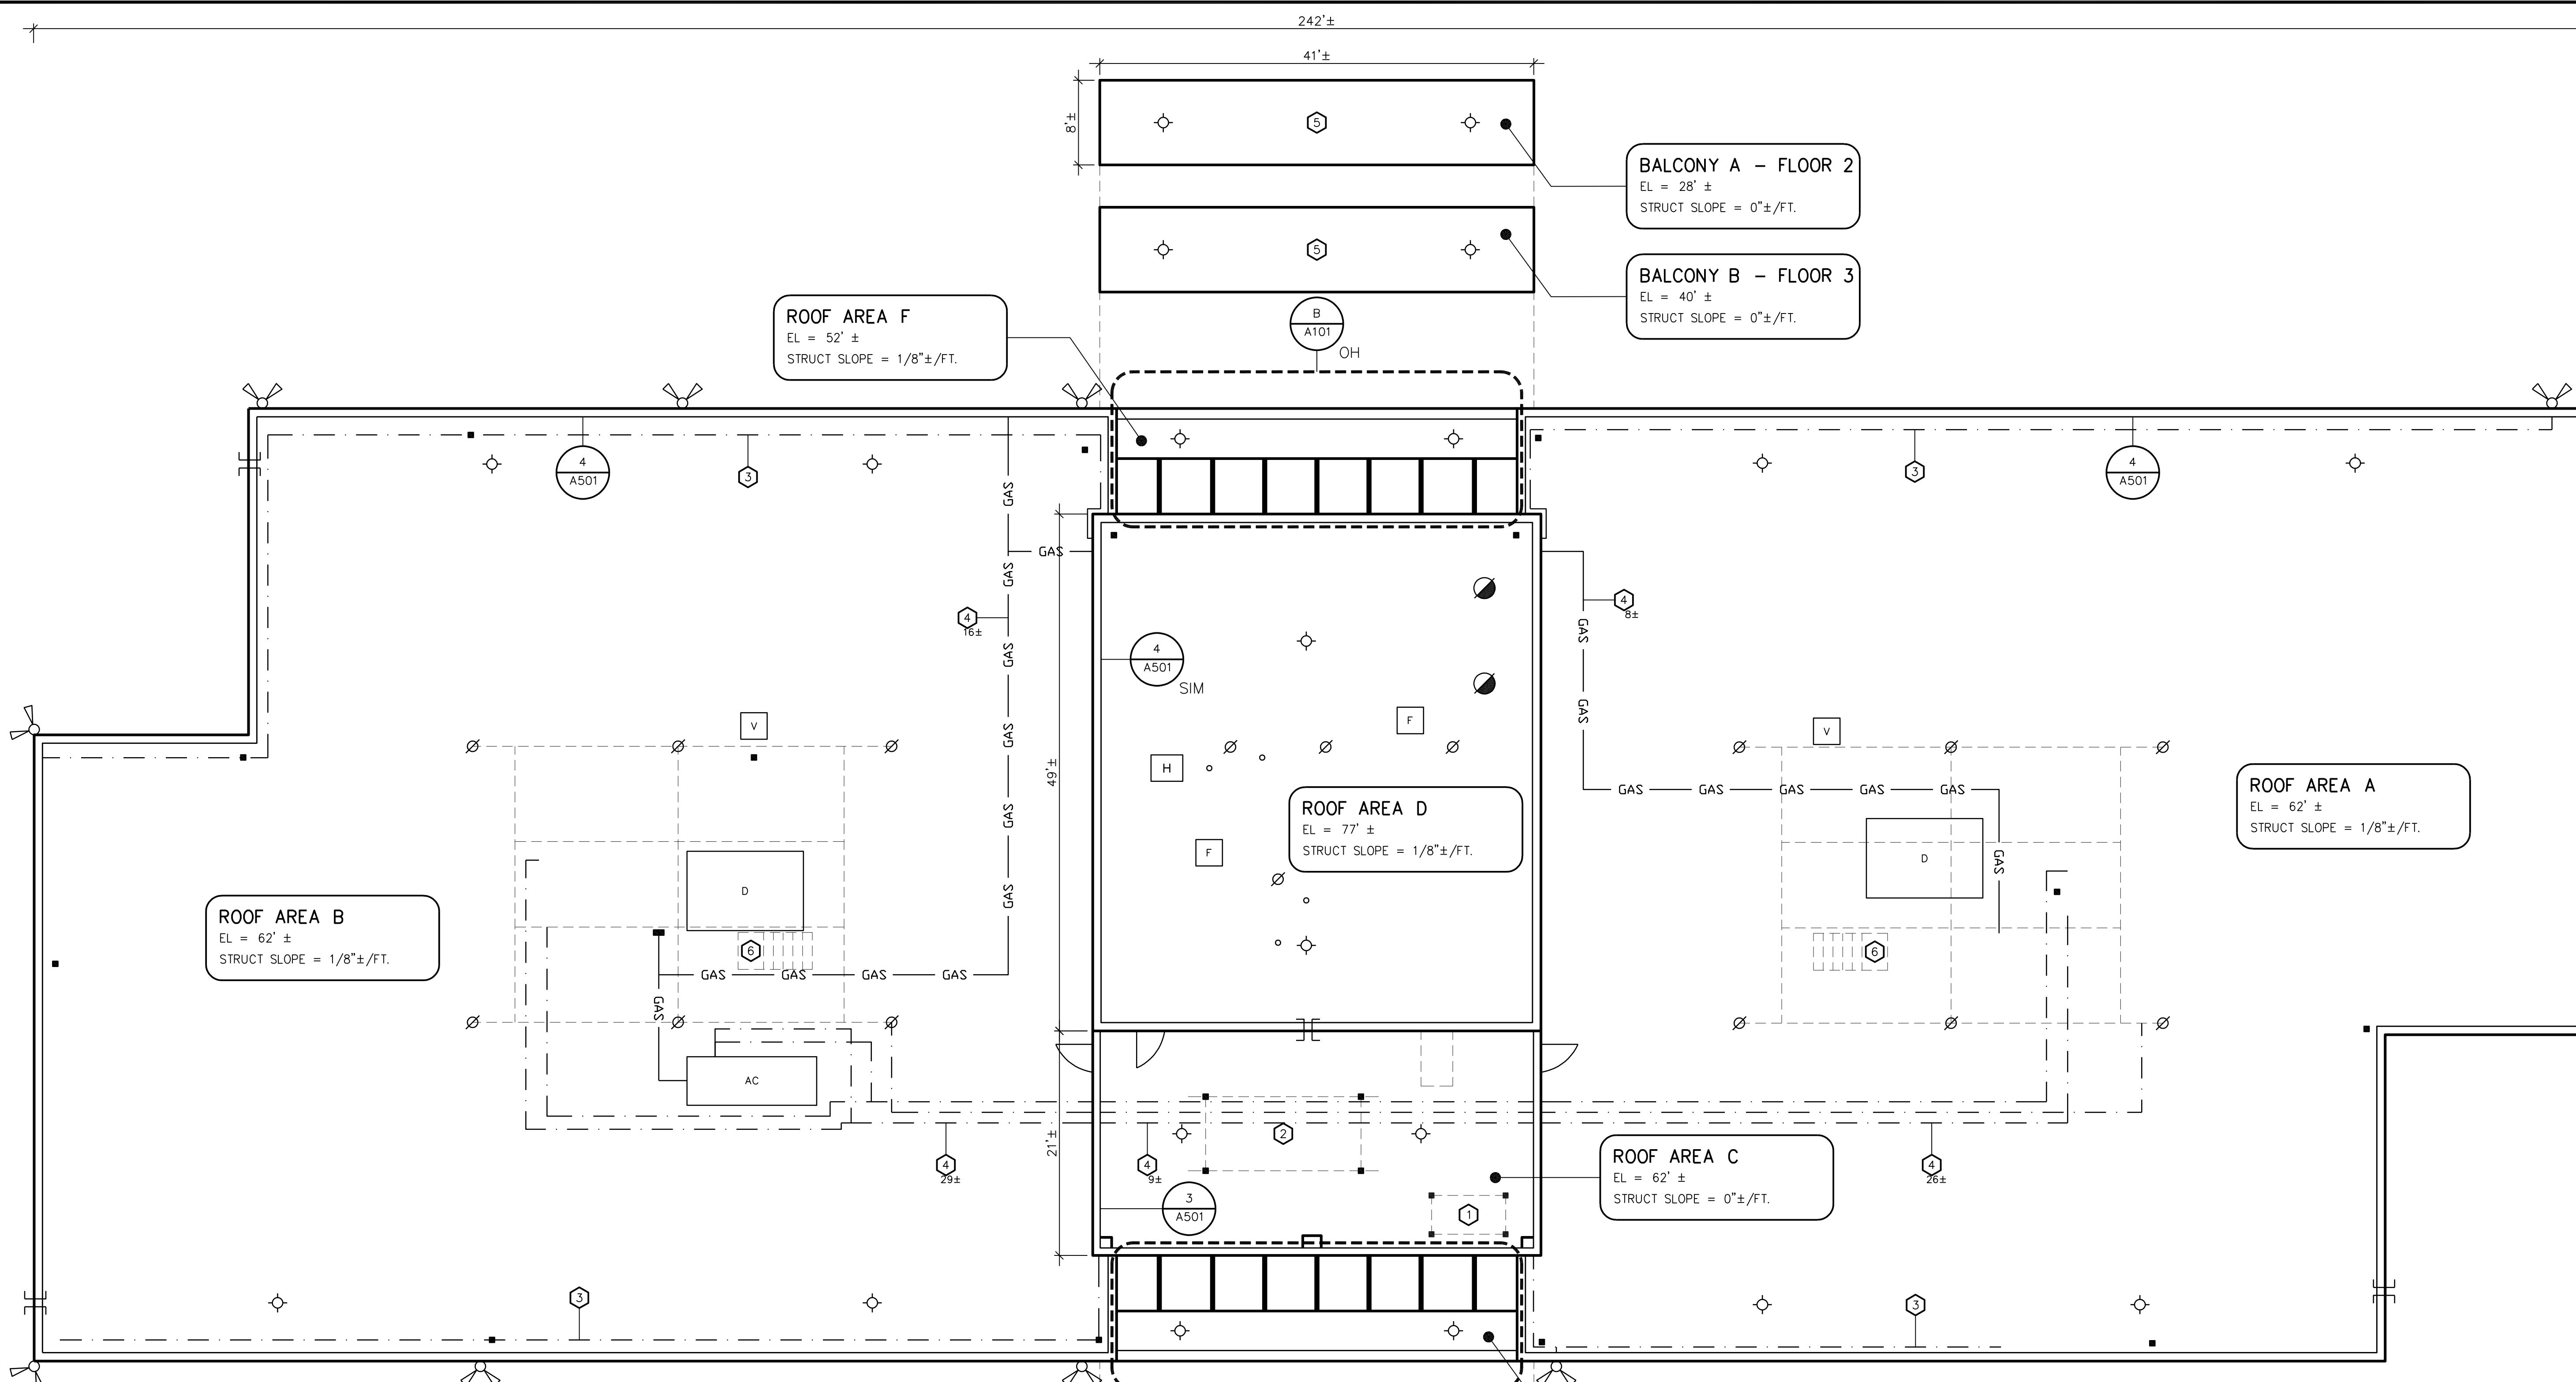 242'±
41'±
8'±
5
BALCONY A - FLOOR 2
EL = 28' ±
STRUCT SLOPE = 0"±/FT.
5
BALCONY B - FLOOR 3
EL = 40' ±
STRUCT SLOPE = 0"±/FT.
ROOF AREA F
EL = 52' ±
STRUCT SLOPE = 1/8"±/FT.
B
A101
OH
4
A501
3
3
4
A501
GAS
GAS
GAS
GAS
GAS
GAS
GAS
4
16±
4
8±
GAS
GAS
4
A501
SIM
49'±
V
F
H
F
V
GAS
GAS
GAS
GAS
GAS
GAS
ROOF AREA D
EL = 77' ±
STRUCT SLOPE = 1/8"±/FT.
ROOF AREA A
EL = 62' ±
STRUCT SLOPE = 1/8"±/FT.
D
D
ROOF AREA B
EL = 62' ±
STRUCT SLOPE = 1/8"±/FT.
6
6
GAS
GAS
GAS
GAS
GAS
AC
21'±
2
4
29±
4
9±
4
26±
ROOF AREA C
EL = 62' ±
STRUCT SLOPE = 0"±/FT.
3
A501
1
3
3